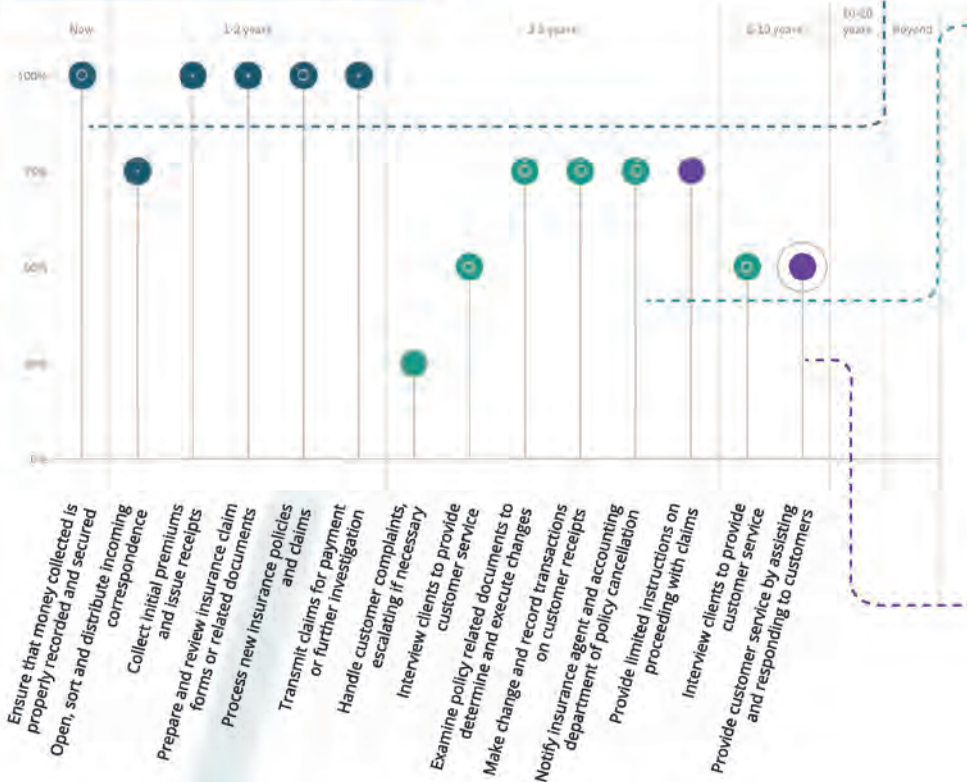 Now
1-2 years
3-5 years
5-10 years
10-20
years
Beyond
100%
75%
50%
25%
0%
Ensure that money collected is
properly recorded and secured
Open, sort and distribute incoming
correspondence
Collect initial premiums
and issue receipts
Prepare and review insurance claim
forms or related documents
Process new insurance policies
and claims
Transmit claims for payment
or further investigation
Handle customer complaints,
escalating if necessary
Interview clients to provide
customer service
Examine policy related documents to
determine and execute changes
Make change and record transactions
on customer receipts
Notify insurance agent and accounting
department of policy cancellation
Provide limited instructions on
proceeding with claims
Interview clients to provide
customer service
Provide customer service by assisting
and responding to customers